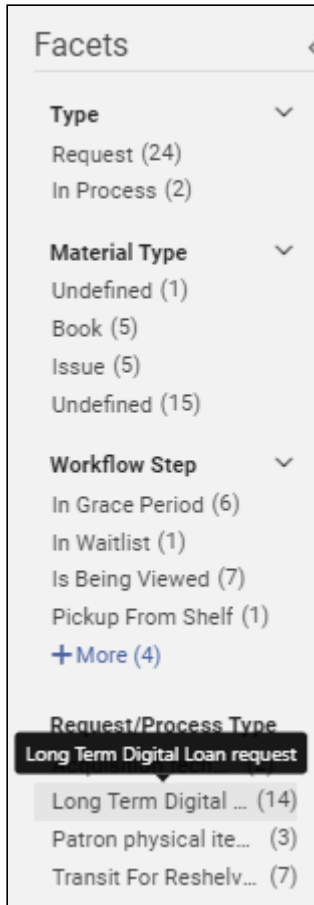 Facets
Type
Request (24)
In Process (2)
Material Type
Undefined (1)
Book (5)
Issue (5)
Undefined (15)
Workflow Step
In Grace Period (6)
In Waitlist (1)
Is Being Viewed (7)
Pickup From Shelf (1)
+More (4)
Request/Process Type
Long Term Digital Loan request
Long Term Digital ... (14)
Patron physical ite... (3)
Transit For Reshelv... (7)